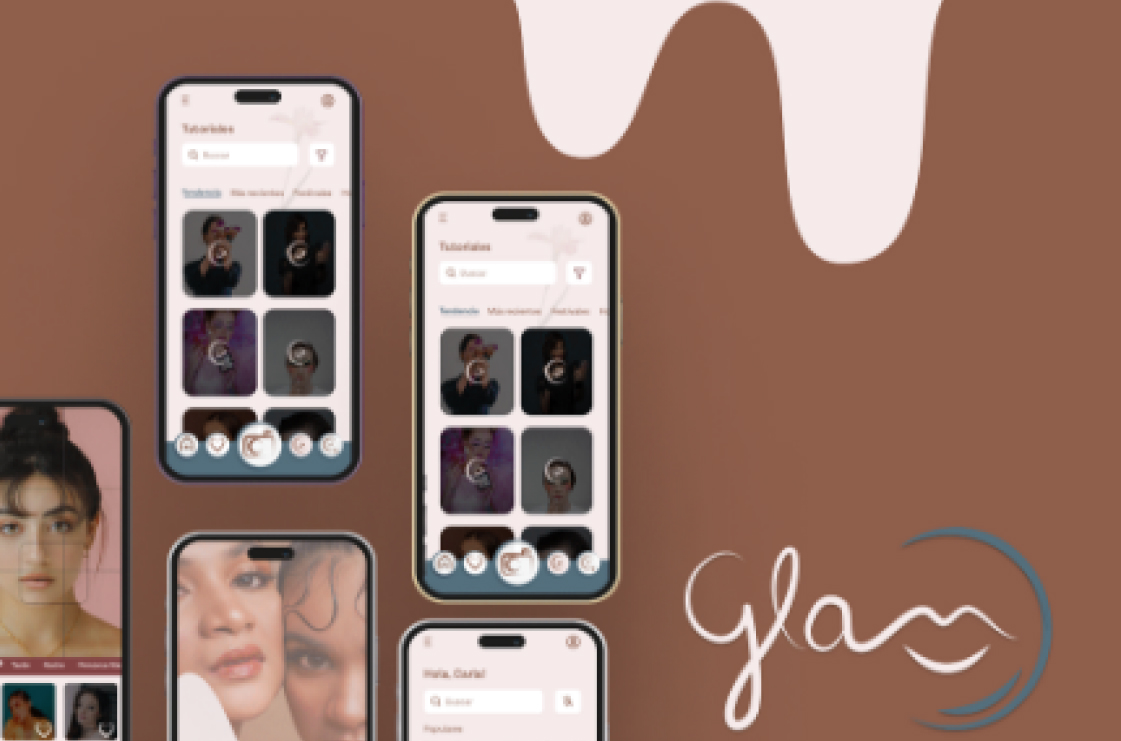 Tutoriales
Buscar
Tendencia Más recientes Festivales
Tutoriales
Buscar
Tendencia Más recientes Festivales
glam
Hola, Carla!
Buscar
Populares